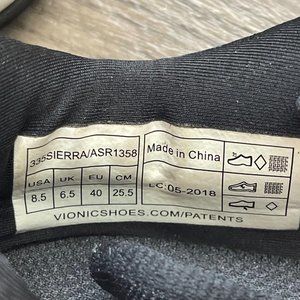 335SIERRA/ASR1358
Made in China
USA UK EU CM
8.5 6.5 40 25.5
LC:05-2018
VIONICSHOES.COM/PATENTS